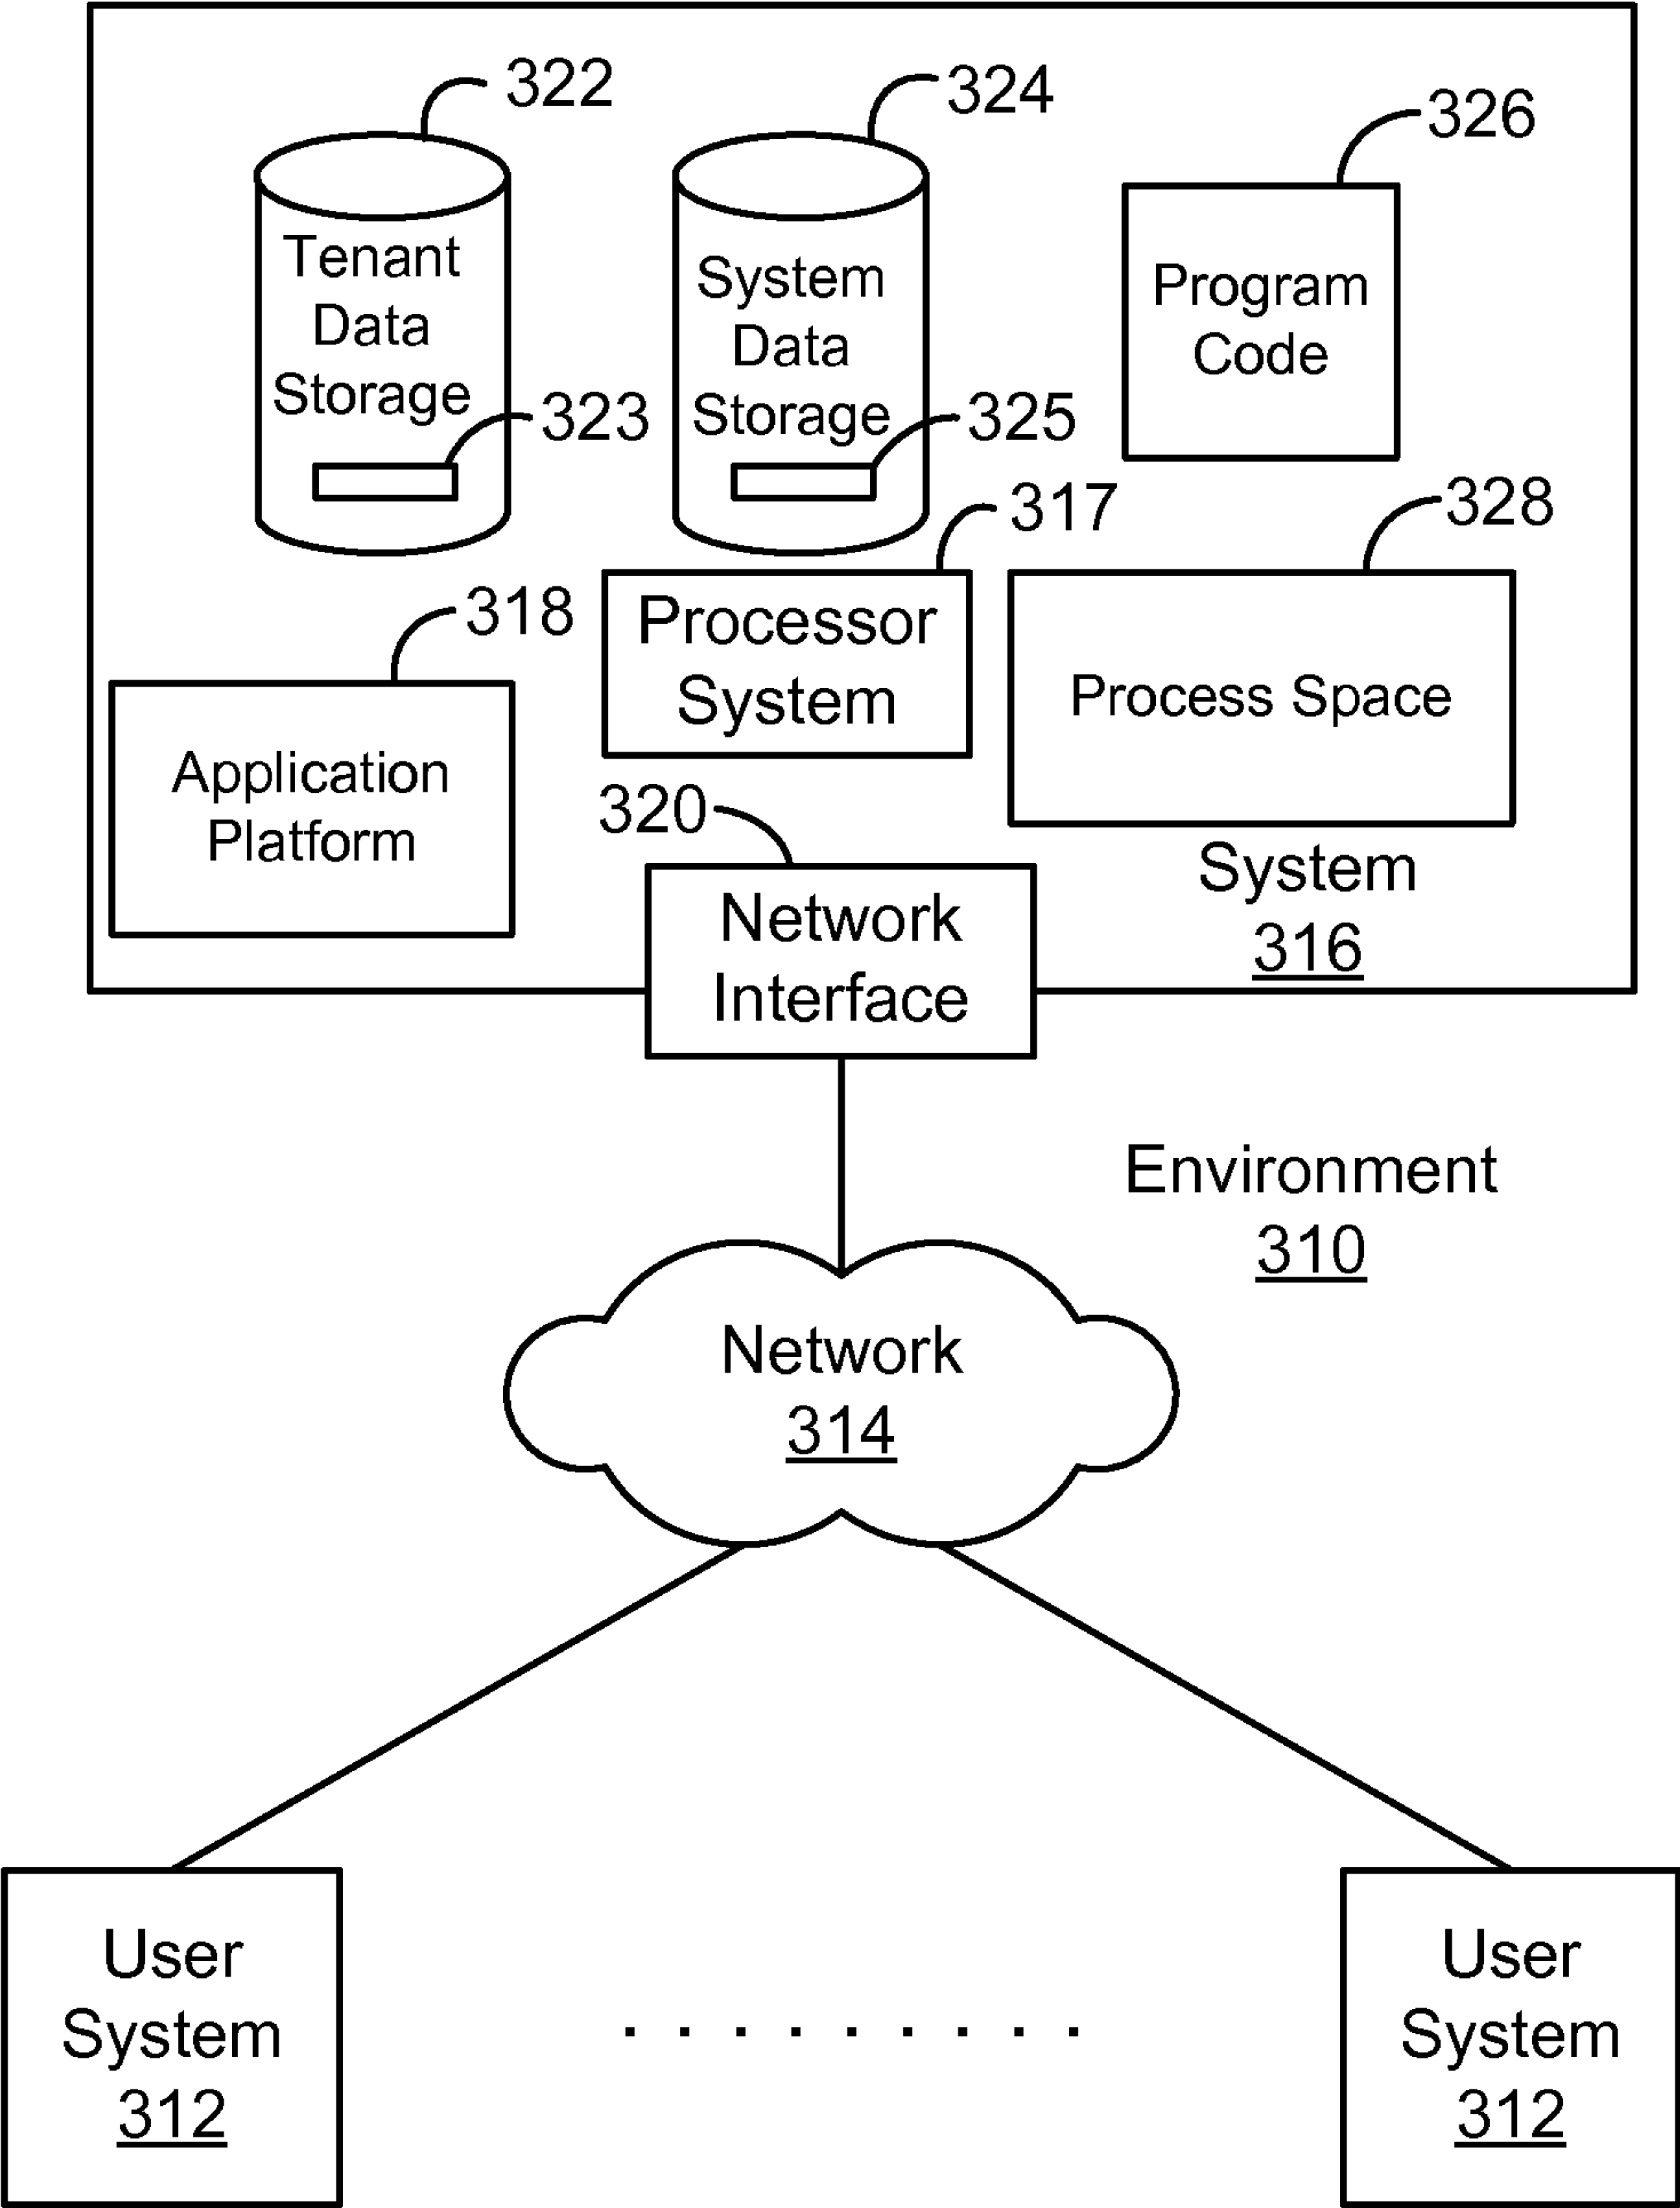 322
324
326
Tenant
Data
Storage
System
Data
Storage
Program
Code
323
325
317
328
318
Processor
System
Process Space
Application
Platform
320
System
316
Network
Interface
Environment
310
Network
314
User
System
312
User
System
312